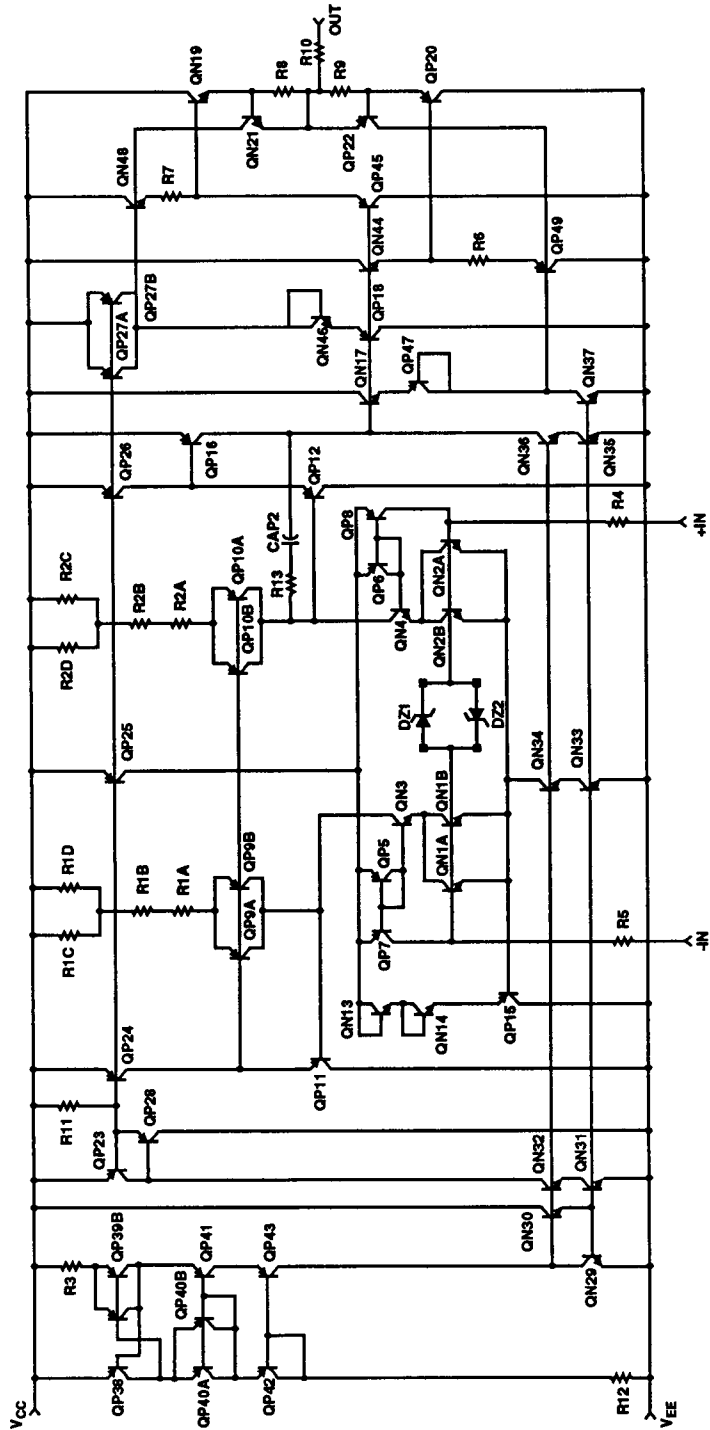 VCC
R3
R11
R1C
R1D
R2D
R2C
QP38
QP39B
QP23
QP24
QP25
QP26
QP27A
QP27B
QP28
R1B
R1A
R2B
R2A
QN48
R7
QN19
QP40A
QP40B
QP41
QP9A
QP9B
QP10B
QP10A
QP16
QN21
R8
R10
OUT
QP42
QP43
R13
CAP2
QP12
QN46
QP22
R9
QP11
QN17
QP18
QN44
QP45
QP47
QP20
QN13
QN14
QP7
QP5
QN3
QP6
QP8
QN4
QN1A
QN1B
DZ1
DZ2
QN2B
QN2A
R6
QP15
QP49
QN30
QN32
QN34
QN36
QN29
QN31
QN33
QN35
QN37
R12
R5
R4
VEE
-IN
+IN